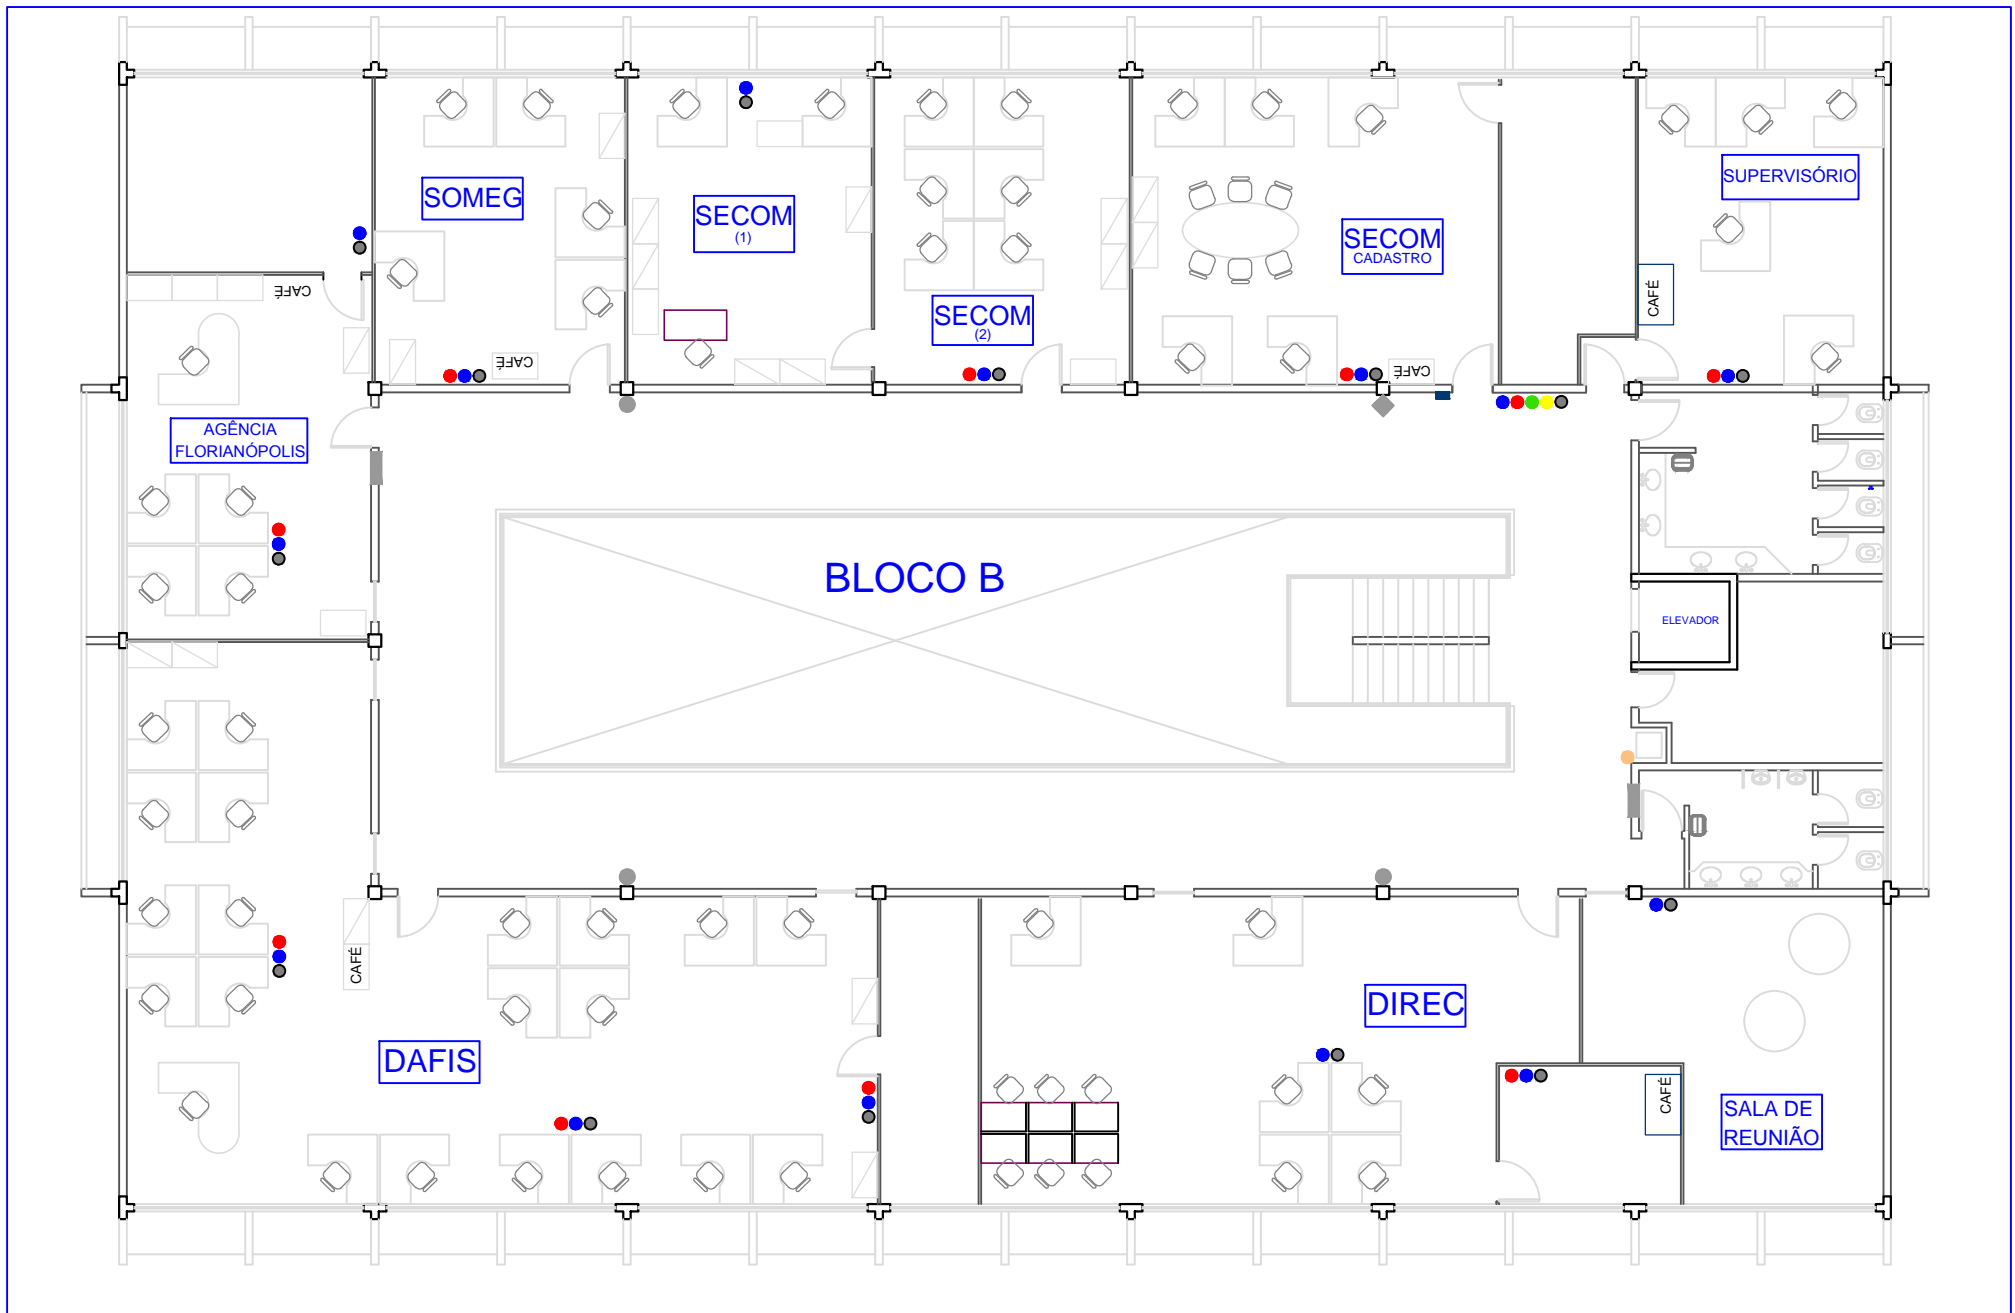 SOMEG
SECOM
(1)
SECOM
(2)
SECOM
CADASTRO
SUPERVISÓRIO
CAFÉ
CAFÉ
CAFÉ
CAFÉ
AGÊNCIA
FLORIANÓPOLIS
BLOCO B
ELEVADOR
CAFÉ
DAFIS
DIREC
CAFÉ
SALA DE
REUNIÃO